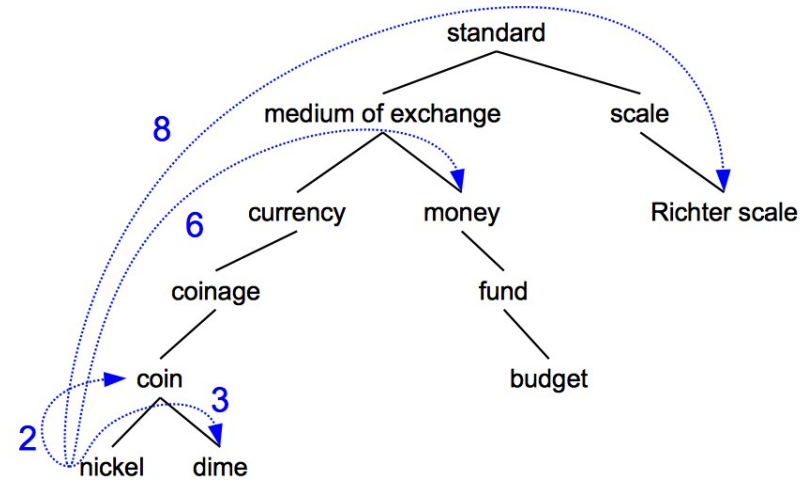 standard
8
medium of exchange
scale
6
currency
money
Richter scale
coinage
fund
coin
budget
3
2
nickel
dime